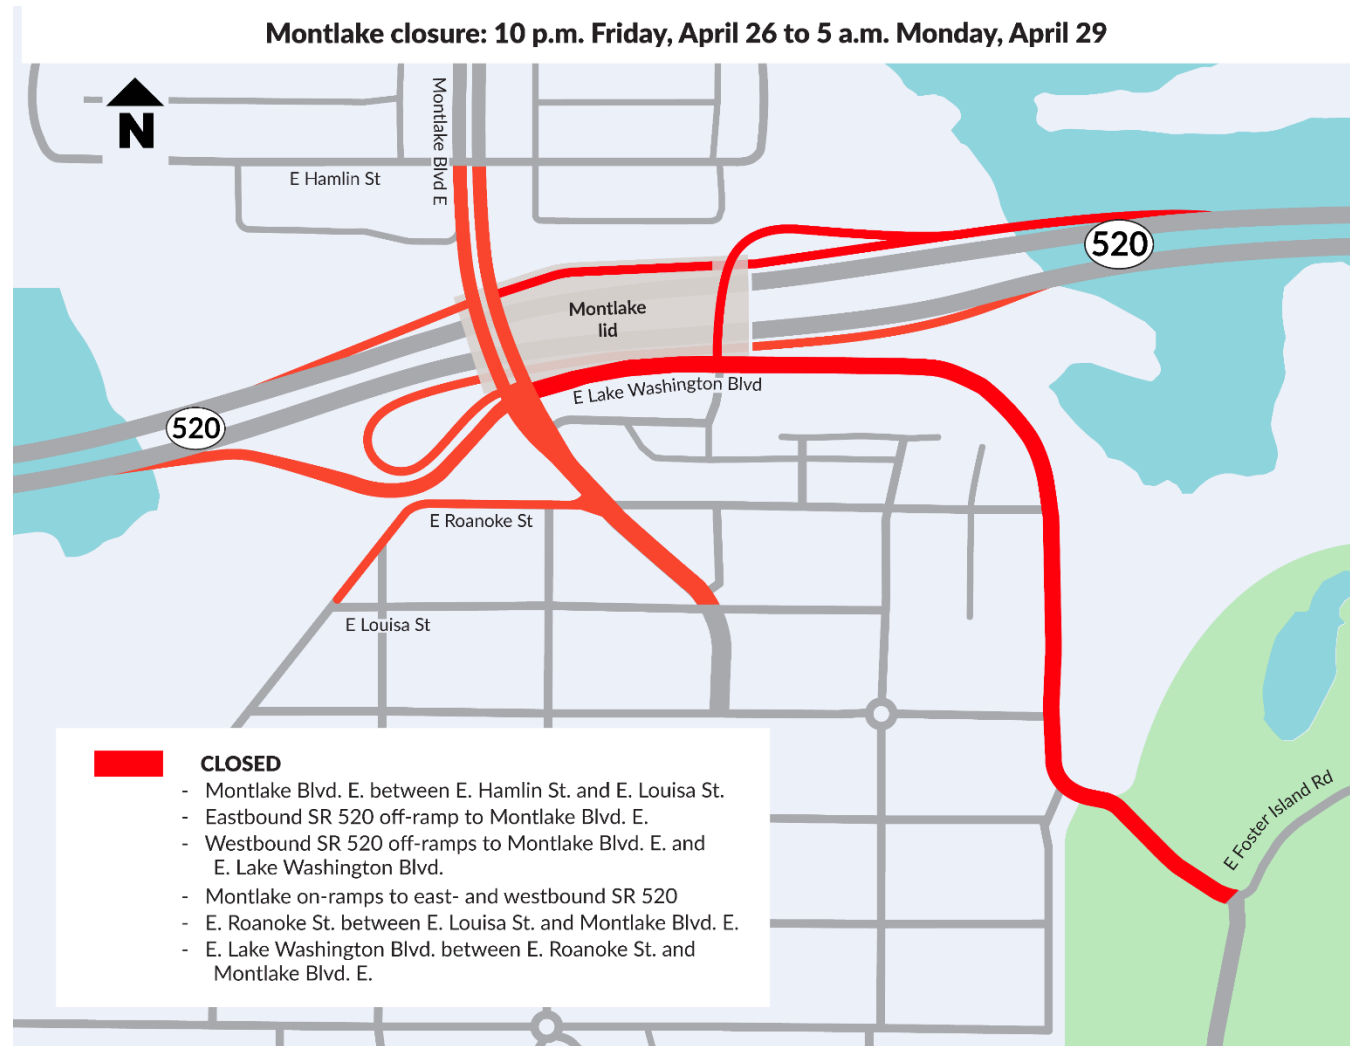 Montlake closure: 10 p.m. Friday, April 26 to 5 a.m. Monday, April 29
N
Montlake Blvd E
E Hamlin St
520
Montlake
lid
E Lake Washington Blvd
520
E Roanoke St
E Louisa St
E Foster Island Rd
CLOSED
- Montlake Blvd. E. between E. Hamlin St. and E. Louisa St.
- Eastbound SR 520 off-ramp to Montlake Blvd. E.
- Westbound SR 520 off-ramps to Montlake Blvd. E. and
E. Lake Washington Blvd.
- Montlake on-ramps to east- and westbound SR 520
- E. Roanoke St. between E. Louisa St. and Montlake Blvd. E.
- E. Lake Washington Blvd. between E. Roanoke St. and
Montlake Blvd. E.